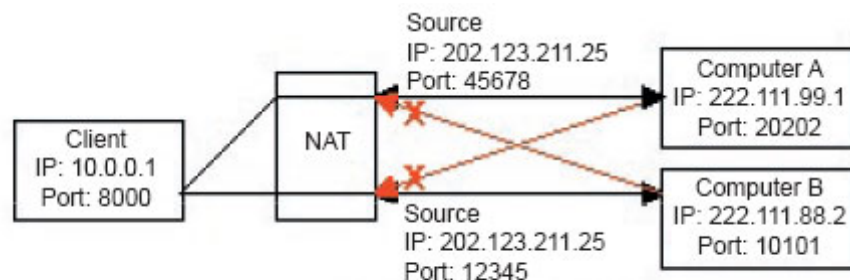 Source
IP: 202.123.211.25
Port: 45678
Computer A
IP: 222.111.99.1
Port: 20202
Client
IP: 10.0.0.1
Port: 8000
NAT
Computer B
IP: 222.111.88.2
Port: 10101
Source
IP: 202.123.211.25
Port: 12345